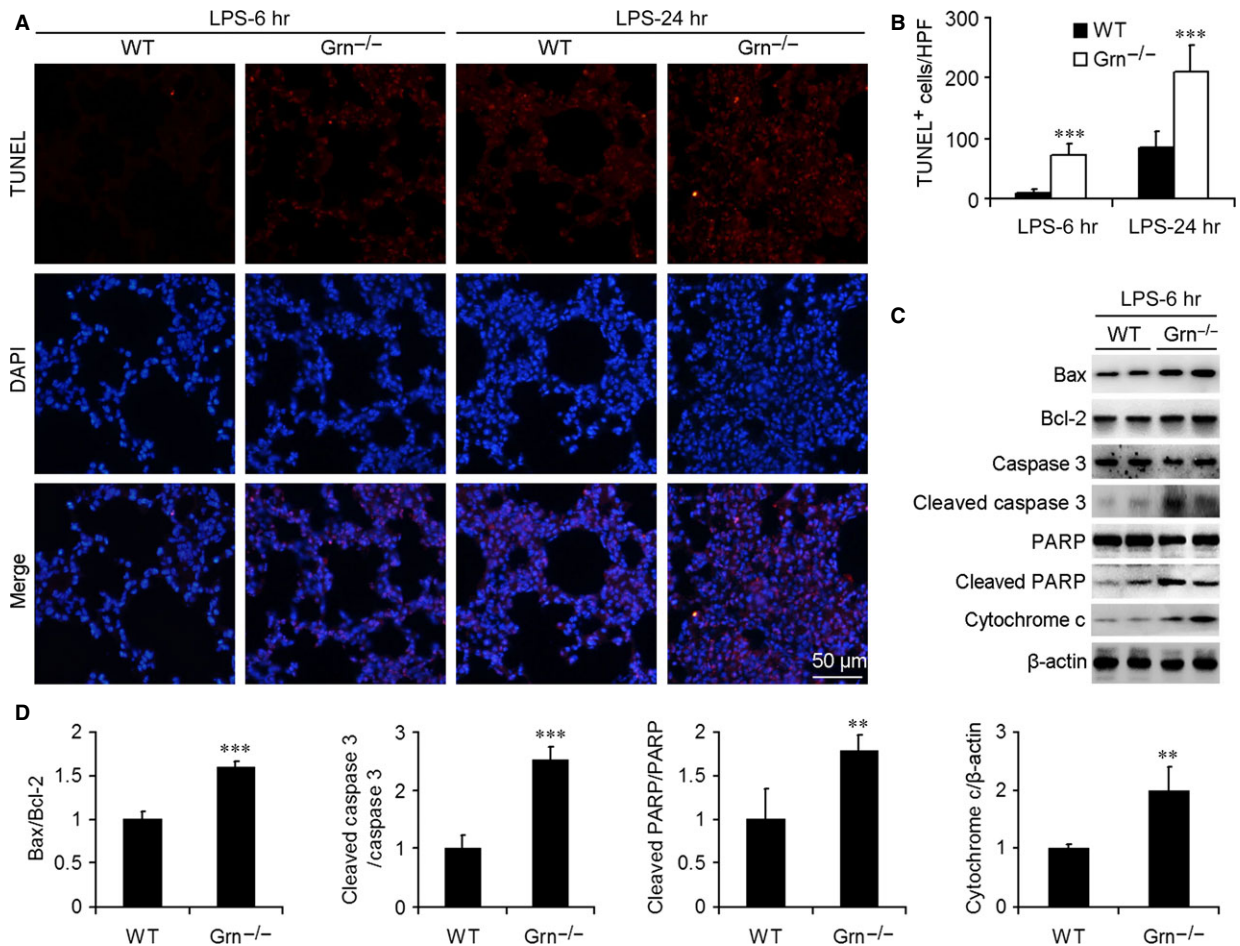 A
LPS-6 hr
LPS-24 hr
WT
Grn–/–
WT
Grn–/–
TUNEL
DAPI
Merge
50 µm
B
TUNEL+ cells/HPF
300
200
100
0
WT
Grn–/–
***
***
LPS-6 hr
LPS-24 hr
C
LPS-6 hr
WT
Grn–/–
Bax
Bcl-2
Caspase 3
Cleaved caspase 3
PARP
Cleaved PARP
Cytochrome c
β-actin
D
Bax/Bcl-2
2
1.5
1
0.5
0
***
WT
Grn–/–
Cleaved caspase 3
/caspase 3
3
2
1
0
***
WT
Grn–/–
Cleaved PARP/PARP
2
1.5
1
0.5
0
**
WT
Grn–/–
Cytochrome c/β-actin
3
2
1
0
**
WT
Grn–/–